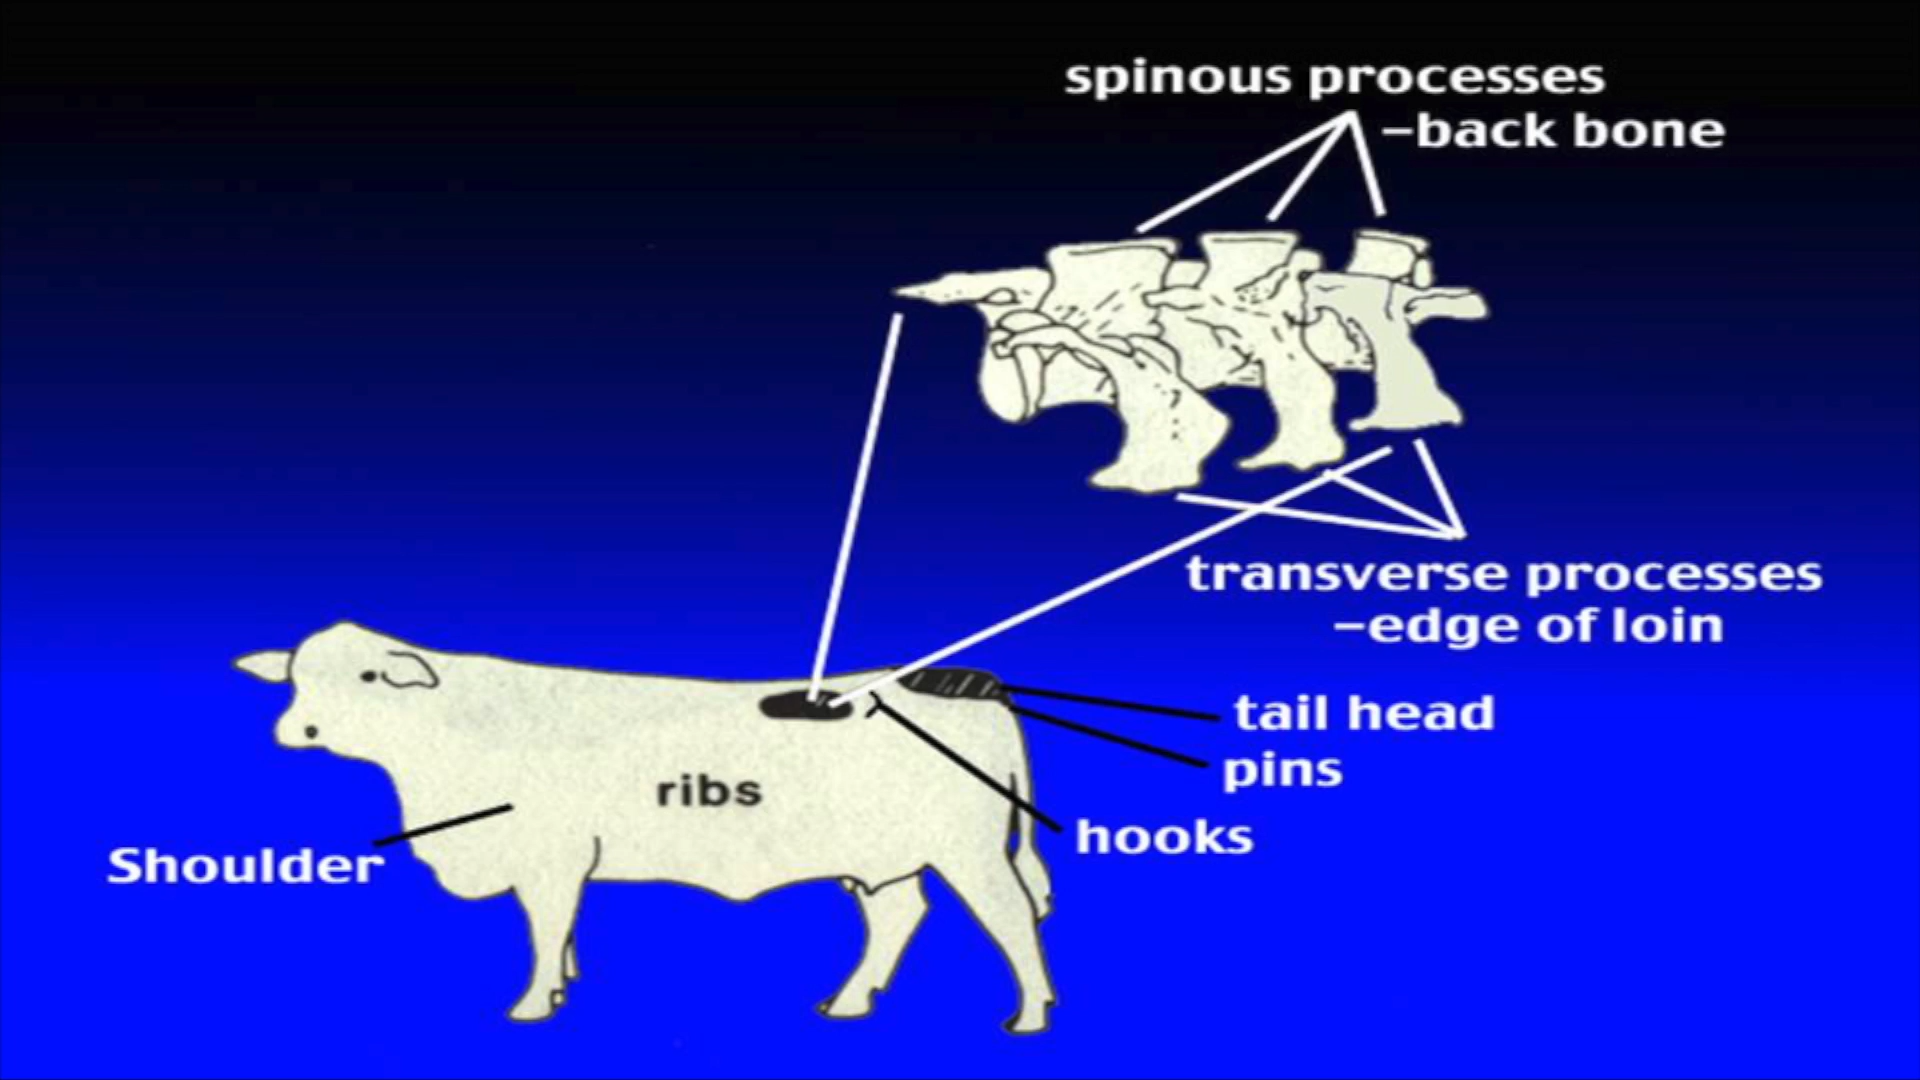 spinous processes
-back bone
transverse processes
-edge of loin
tail head
pins
ribs
hooks
Shoulder